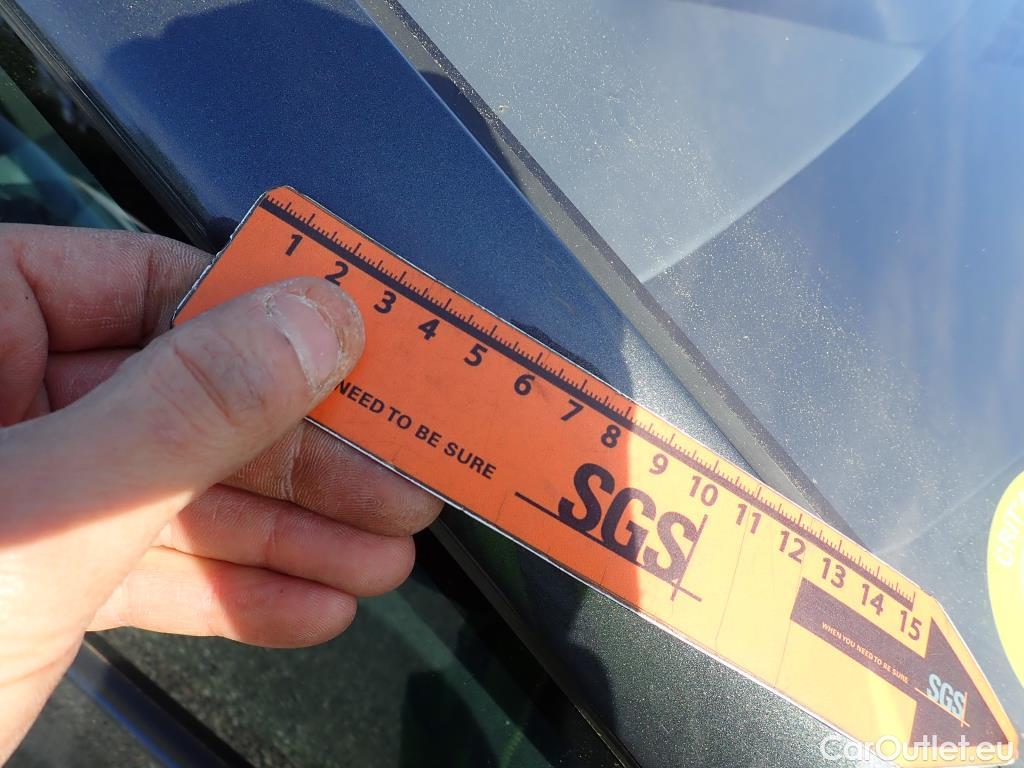 1 2 3 4 5 6 7 8 9 10 11 12 13 14 15
NEED TO BE SURE
SGS
WHEN YOU NEED TO BE SURE
SGS
CarOutlet.eu